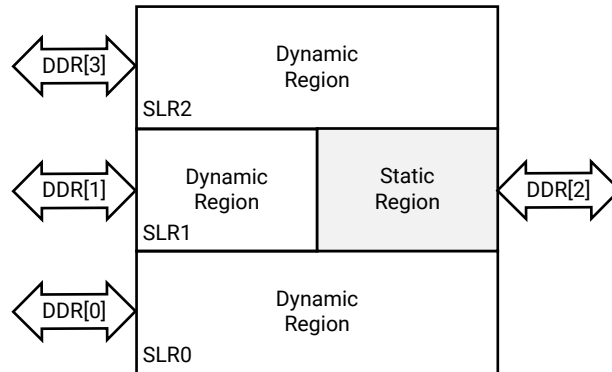 Dynamic
Region
DDR[3]
SLR2
DDR[1]
Dynamic
Region
Static
Region
DDR[2]
SLR1
DDR[0]
Dynamic
Region
SLR0